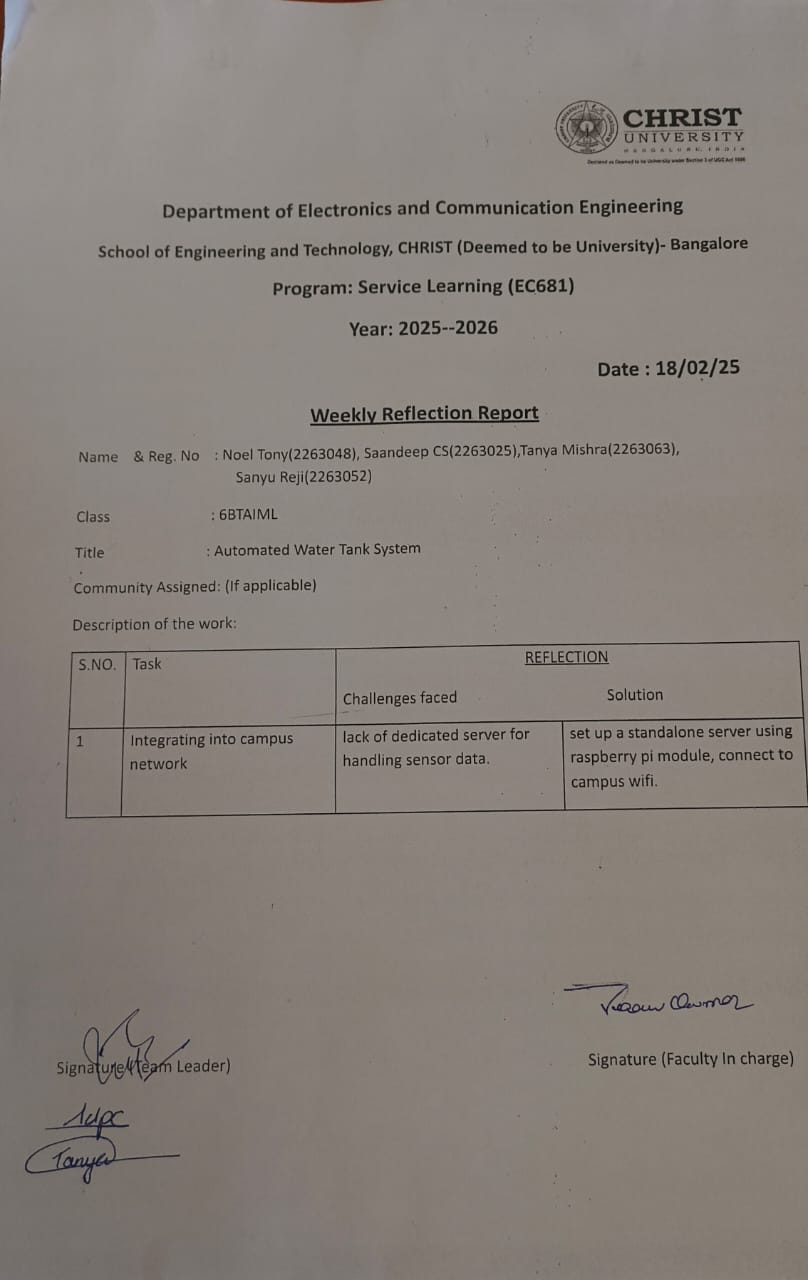 CHRIST
UNIVERSITY
BANGALORE, INDIA
Declared as Deemed to be University under Section 3 of UGC Act 1956
Department of Electronics and Communication Engineering
School of Engineering and Technology, CHRIST (Deemed to be University)- Bangalore
Program: Service Learning (EC681)
Year: 2025--2026
Date : 18/02/25
Weekly Reflection Report
Name & Reg. No : Noel Tony(2263048), Saandeep CS(2263025),Tanya Mishra(2263063),
Sanyu Reji(2263052)
Class : 6BTAIML
Title : Automated Water Tank System
Community Assigned: (If applicable)
Description of the work:
S.NO. Task REFLECTION
Challenges faced Solution
1 Integrating into campus network lack of dedicated server for handling sensor data. set up a standalone server using raspberry pi module, connect to campus wifi.
Signature (Team Leader)
Signature (Faculty In charge)
Tanya